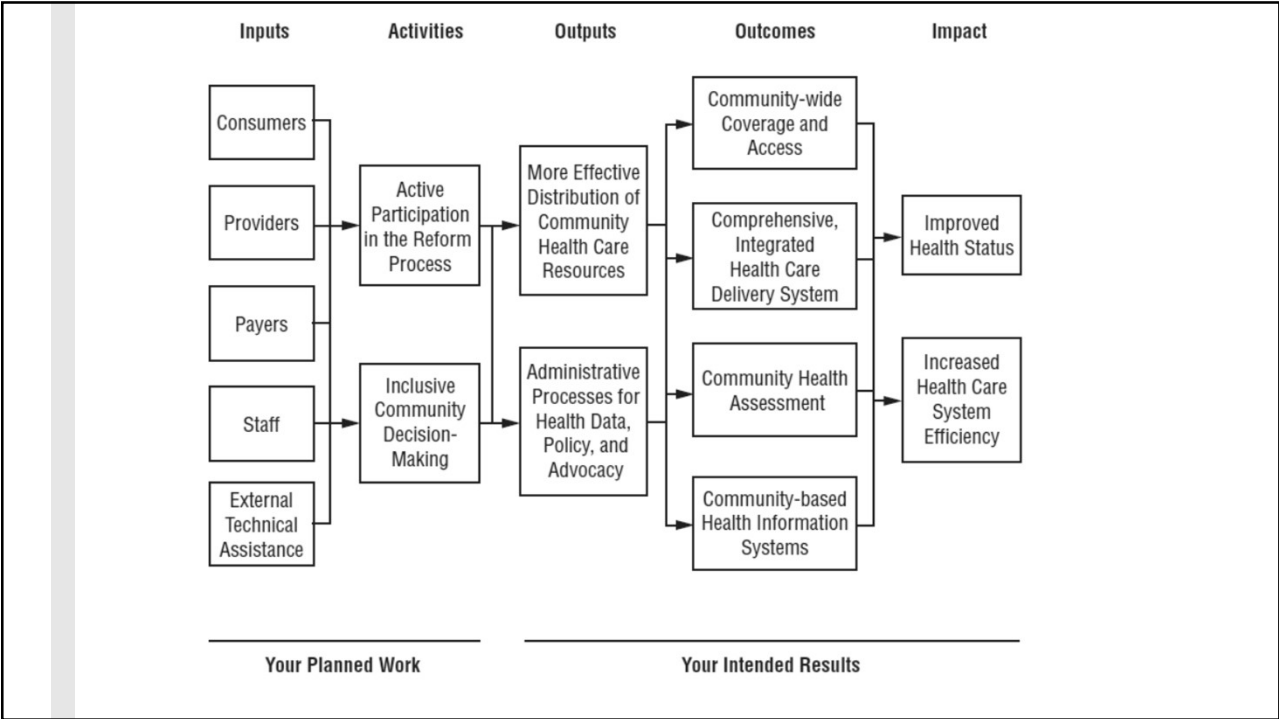 Inputs
Activities
Outputs
Outcomes
Impact
Consumers
Providers
Payers
Staff
External
Technical
Assistance
Active
Participation
in the Reform
Process
Inclusive
Community
Decision-
Making
More Effective
Distribution of
Community
Health Care
Resources
Administrative
Processes for
Health Data,
Policy, and
Advocacy
Community-wide
Coverage and
Access
Comprehensive,
Integrated
Health Care
Delivery System
Community Health
Assessment
Community-based
Health Information
Systems
Improved
Health Status
Increased
Health Care
System
Efficiency
Your Planned Work
Your Intended Results